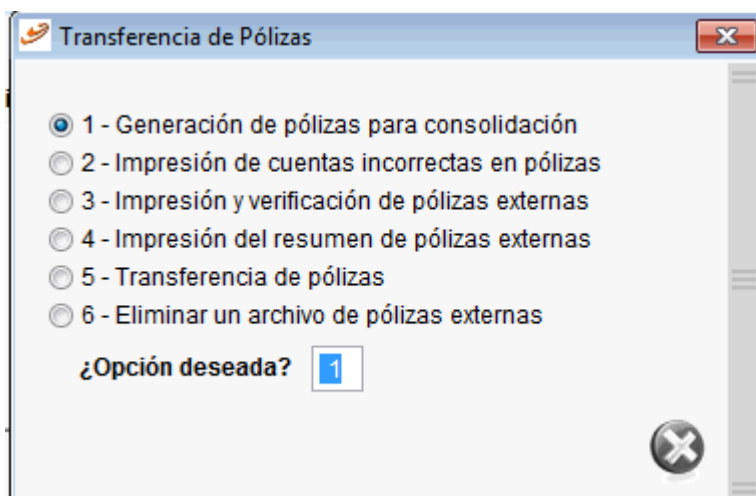 Transferencia de Pólizas
1 - Generación de pólizas para consolidación
2 - Impresión de cuentas incorrectas en pólizas
3 - Impresión y verificación de pólizas externas
4 - Impresión del resumen de pólizas externas
5 - Transferencia de pólizas
6 - Eliminar un archivo de pólizas externas
¿Opción deseada? 1